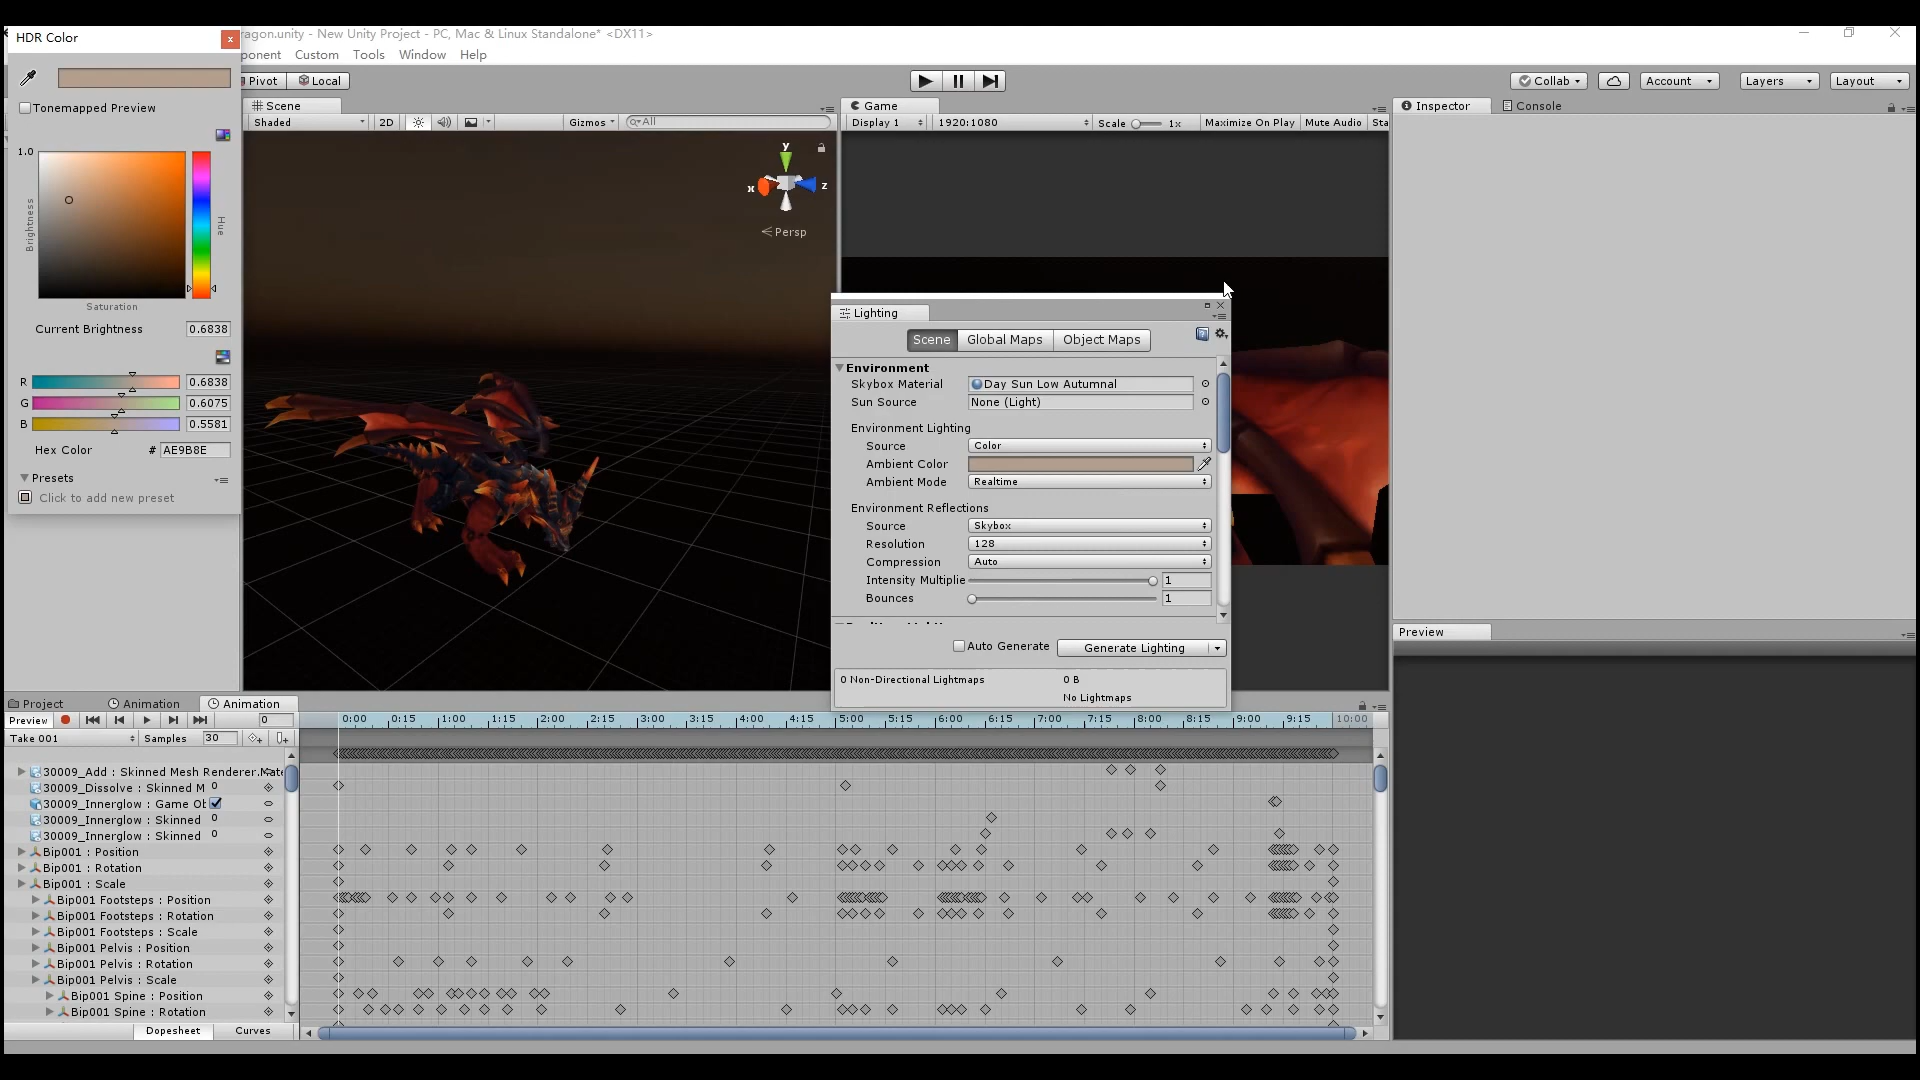 HDR Color
ragon.unity - New Unity Project - PC, Mac & Linux Standalone* <DX11>
ponent Custom Tools Window Help
Pivot Local
Collab Account Layers Layout
Tonemapped Preview
1.0
Brightness
Hue
Saturation
Current Brightness 0.6838
R 0.6838
G 0.6075
B 0.5581
Hex Color # AE9B8E
Presets
Click to add new preset
Scene
Shaded 2D Gizmos All
y
x z
Persp
Game
Display 1 1920:1080 Scale 1x Maximize On Play Mute Audio Sta
Inspector Console
Lighting
Scene Global Maps Object Maps
Environment
Skybox Material Day Sun Low Autumnal
Sun Source None (Light)
Environment Lighting
Source Color
Ambient Color
Ambient Mode Realtime
Environment Reflections
Source Skybox
Resolution 128
Compression Auto
Intensity Multiplie 1
Bounces 1
Auto Generate Generate Lighting
0 Non-Directional Lightmaps 0 B
No Lightmaps
Preview
Project Animation Animation
Preview 0
0:00 0:15 1:00 1:15 2:00 2:15 3:00 3:15 4:00 4:15 5:00 5:15 6:00 6:15 7:00 7:15 8:00 8:15 9:00 9:15 10:00
Take 001 Samples 30
30009_Add : Skinned Mesh Renderer.Mate
30009_Dissolve : Skinned M 0
30009_Innerglow : Game Ob
30009_Innerglow : Skinned 0
30009_Innerglow : Skinned 0
Bip001 : Position
Bip001 : Rotation
Bip001 : Scale
Bip001 Footsteps : Position
Bip001 Footsteps : Rotation
Bip001 Footsteps : Scale
Bip001 Pelvis : Position
Bip001 Pelvis : Rotation
Bip001 Pelvis : Scale
Bip001 Spine : Position
Bip001 Spine : Rotation
Dopesheet Curves